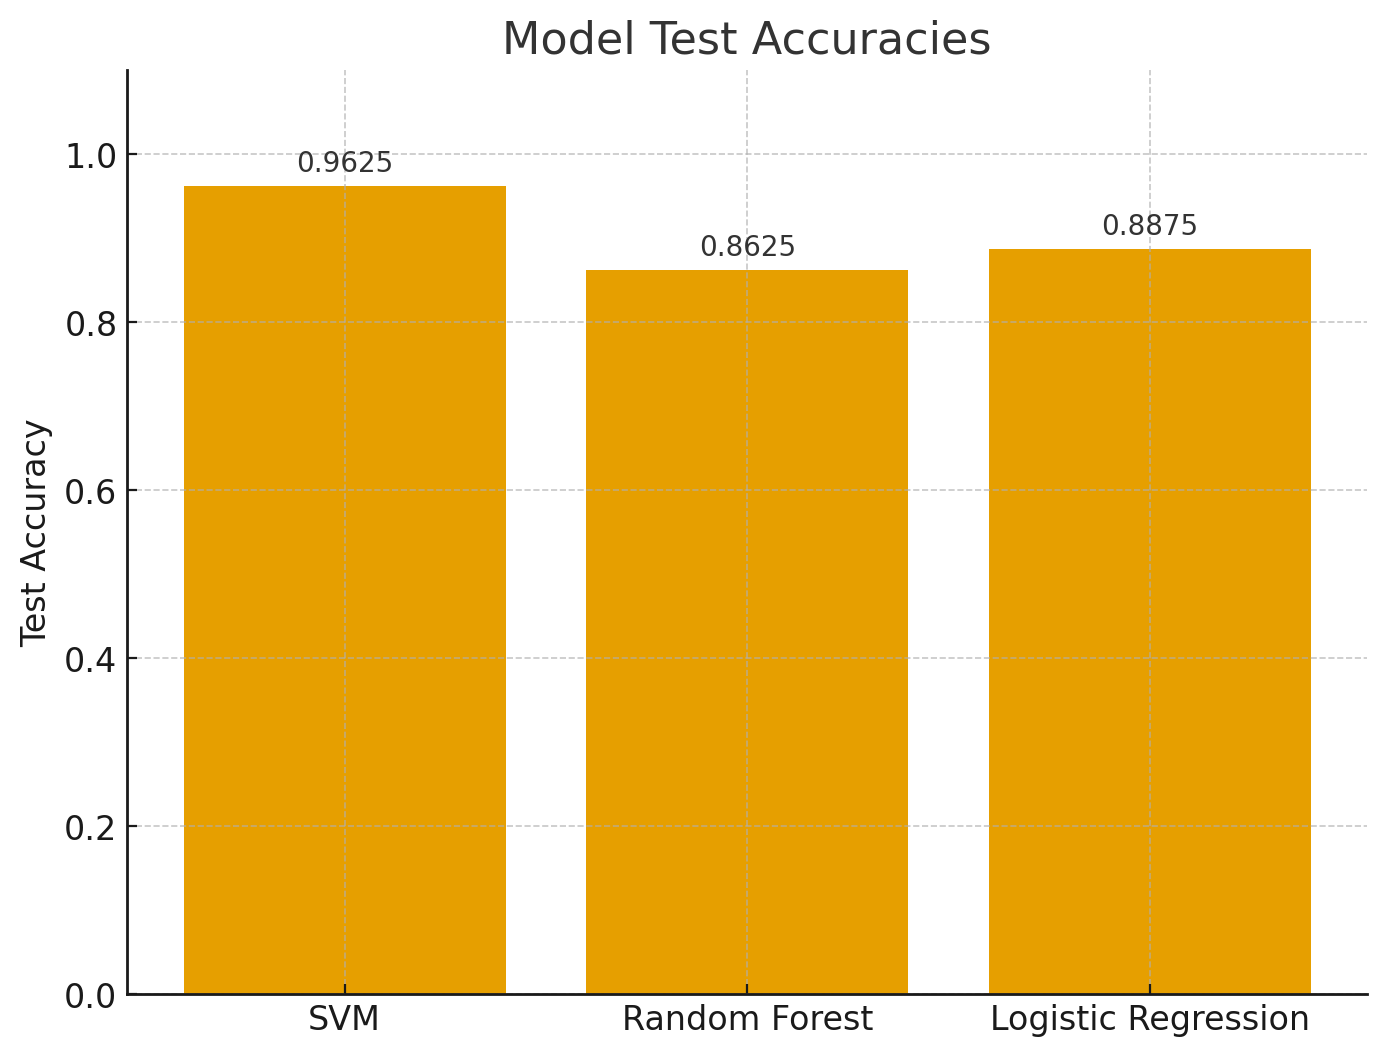 Model Test Accuracies
1.0
0.8
0.6
0.4
0.2
0.0
Test Accuracy
0.9625
0.8625
0.8875
SVM
Random Forest
Logistic Regression